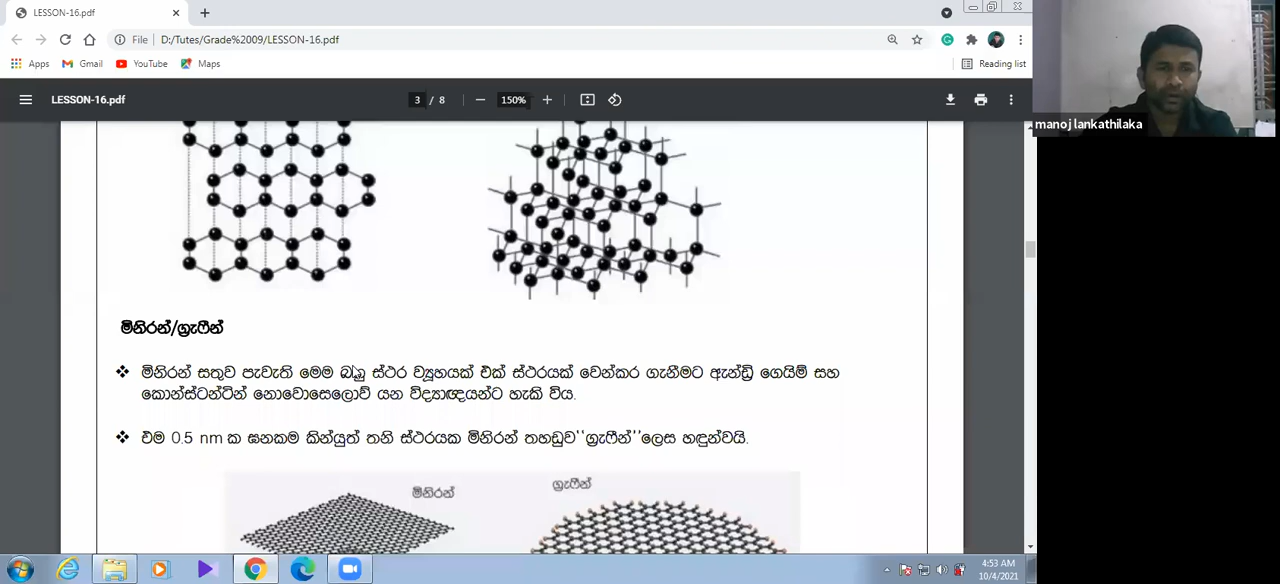 LESSON-16.pdf
File | D:/Tutes/Grade%2009/LESSON-16.pdf
Apps Gmail YouTube Maps Reading list
LESSON-16.pdf 3 / 8 150%
manoj lankathilaka
මිනිරන්/ග්‍රැෆීන්
❖ මිනිරන් සතුව පැවැති මෙම බහු ස්ථර ව්‍යූහයක් එක් ස්ථරයක් වෙන්කර ගැනීමට ඇන්ඩ්‍රි ගෙයිම් සහ
කොන්ස්ටන්ටින් නොවොසෙලොව් යන විද්‍යාඥයන්ට හැකි විය.
❖ එම 0.5 nm ක ඝනකම කින්යුත් තනි ස්ථරයක මිනිරන් තහඩුව‘‘ග්‍රැෆීන්’’ලෙස හඳුන්වයි.
මිනිරන් ග්‍රැෆීන්
4:53 AM
10/4/2021